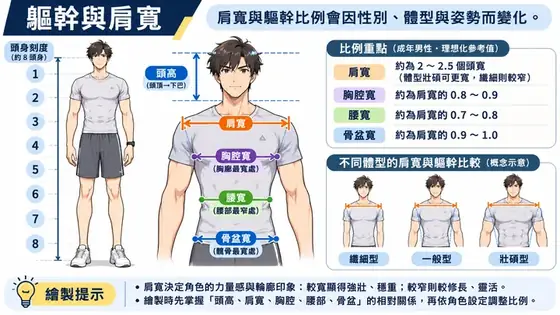 軀幹與肩寬
肩寬與軀幹比例會因性別、體型與姿勢而變化。
頭身刻度
(約 8 頭身)
1
2
3
4
5
6
7
8
頭高
(頭頂→下巴)
肩寬
胸腔寬
(胸廓最寬處)
腰寬
(腰部最窄處)
骨盆寬
(髖骨最寬處)
比例重點 (成年男性・理想化參考值)
肩寬 約為 2 ~ 2.5 個頭寬
(體型壯碩可更寬,纖細則較窄)
胸腔寬 約為肩寬的 0.8 ~ 0.9
腰寬 約為肩寬的 0.7 ~ 0.8
骨盆寬 約為肩寬的 0.9 ~ 1.0
不同體型的肩寬與軀幹比較 (概念示意)
纖細型 一般型 壯碩型
繪製提示
• 肩寬決定角色的力量感與輪廓印象:較寬顯得強壯、穩重;較窄則較修長、靈活。
• 繪製時先掌握「頭高、肩寬、胸腔、腰部、骨盆」的相對關係,再依角色設定調整比例。